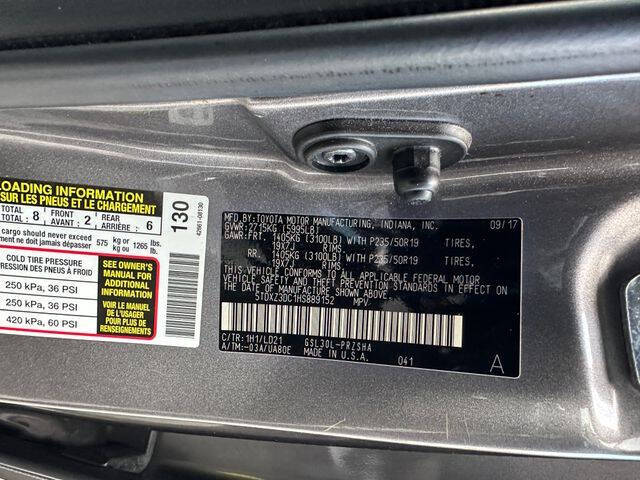 LOADING INFORMATION
SUR LES PNEUS ET LE CHARGEMENT
TOTAL 8 FRONT 2 REAR 6
TOTAL AVANT: ARRIÈRE :
cargo should never exceed 575 kg or 1265 lbs.
ne doit jamais dépasser kg ou lb.
COLD TIRE PRESSURE
PRESSION DES PNEUS À FROID
250 kPa, 36 PSI
250 kPa, 36 PSI
420 kPa, 60 PSI
SEE OWNER'S
MANUAL FOR
ADDITIONAL
INFORMATION
VOIR LE MANUEL
DE L'USAGER
POUR PLUS DE
RENSEIGNEMENTS
130
42661-08130
MFD. BY: TOYOTA MOTOR MANUFACTURING, INDIANA, INC. 09/17
GVWR: 2715KG (5995LB)
GAWR: FRT. 1405KG (3100LB) WITH P235/50R19 TIRES,
19X7J RIMS,
RR. 1405KG (3100LB) WITH P235/50R19 TIRES,
19X7J RIMS,
THIS VEHICLE CONFORMS TO ALL APPLICABLE FEDERAL MOTOR
VEHICLE SAFETY AND THEFT PREVENTION STANDARDS IN EFFECT ON
THE DATE OF MANUFACTURE SHOWN ABOVE.
5TDXZ3DC1HS889152 MPV
C/TR: 1H1/LD21 GSL30L-PRZSHA
A/TM: -03A/UA80E MADE IN U.S.A. 041 A